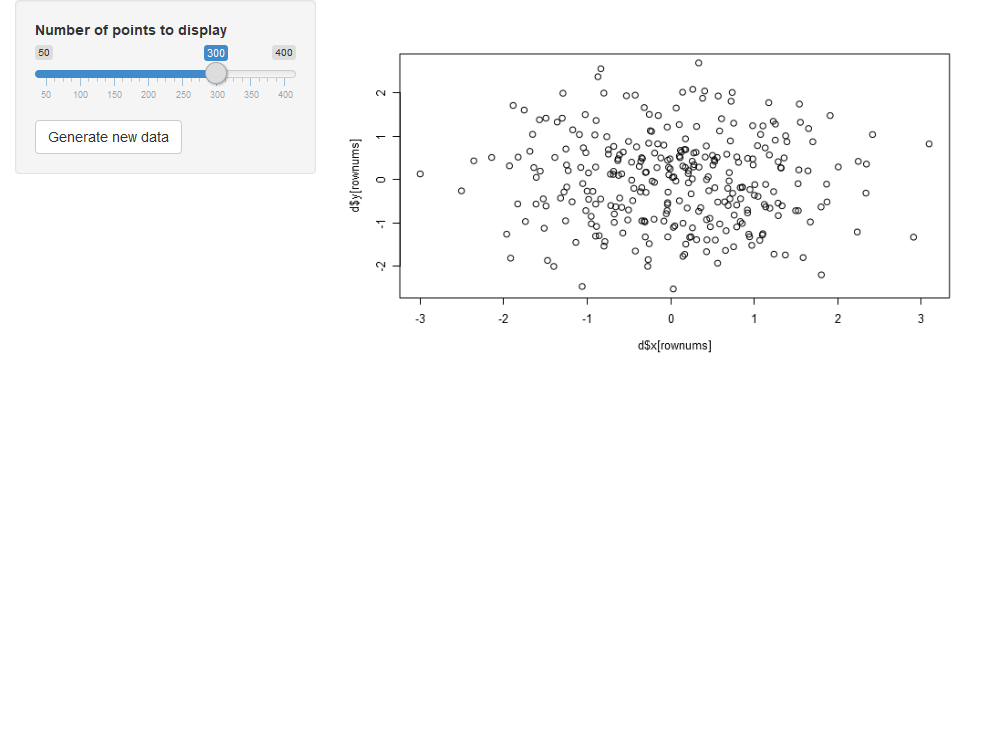 Number of points to display
50 300 400
50 100 150 200 250 300 350 400
Generate new data
d$y[rownums]
2
1
0
-1
-2
-3 -2 -1 0 1 2 3
d$x[rownums]